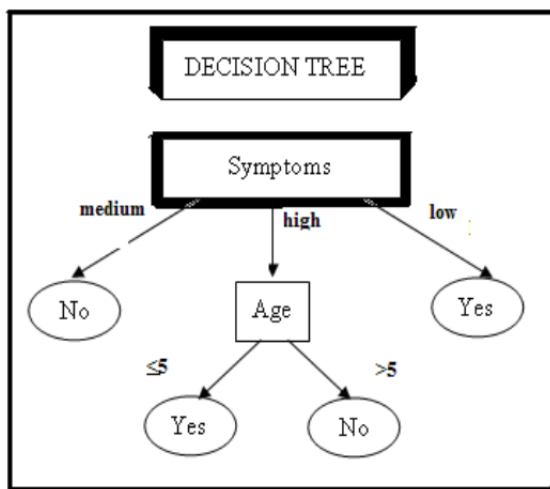 DECISION TREE
Symptoms
medium
high
low
No
Age
Yes
≤5
>5
Yes
No